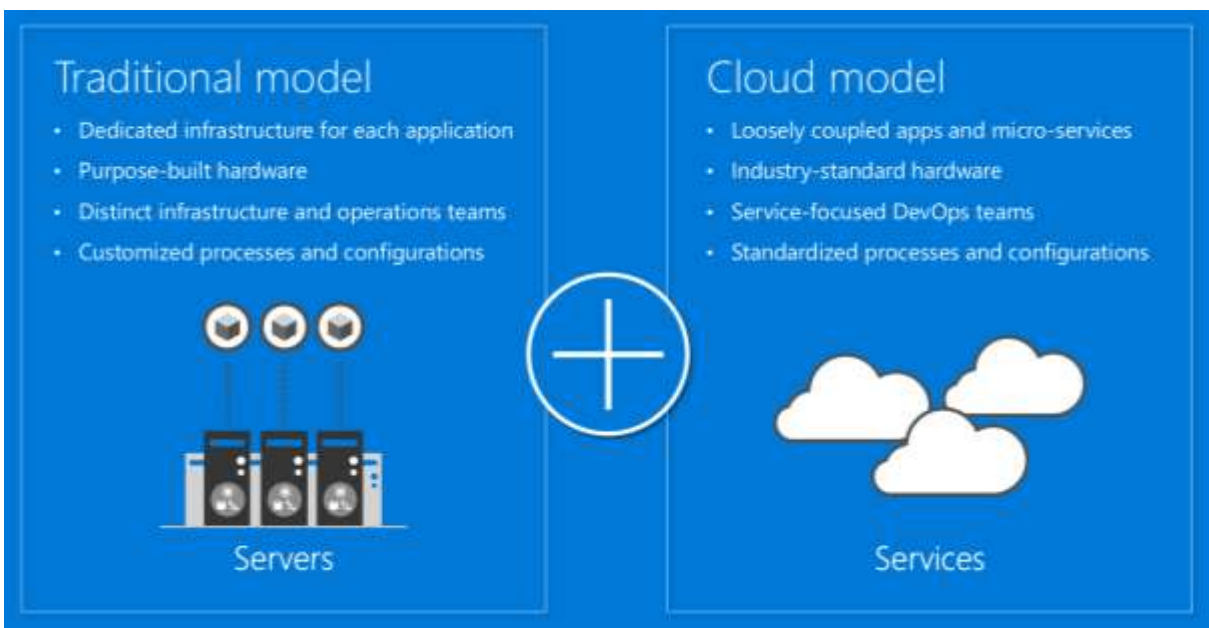 Traditional model
• Dedicated infrastructure for each application
• Purpose-built hardware
• Distinct infrastructure and operations teams
• Customized processes and configurations
Servers
Cloud model
• Loosely coupled apps and micro-services
• Industry-standard hardware
• Service-focused DevOps teams
• Standardized processes and configurations
Services